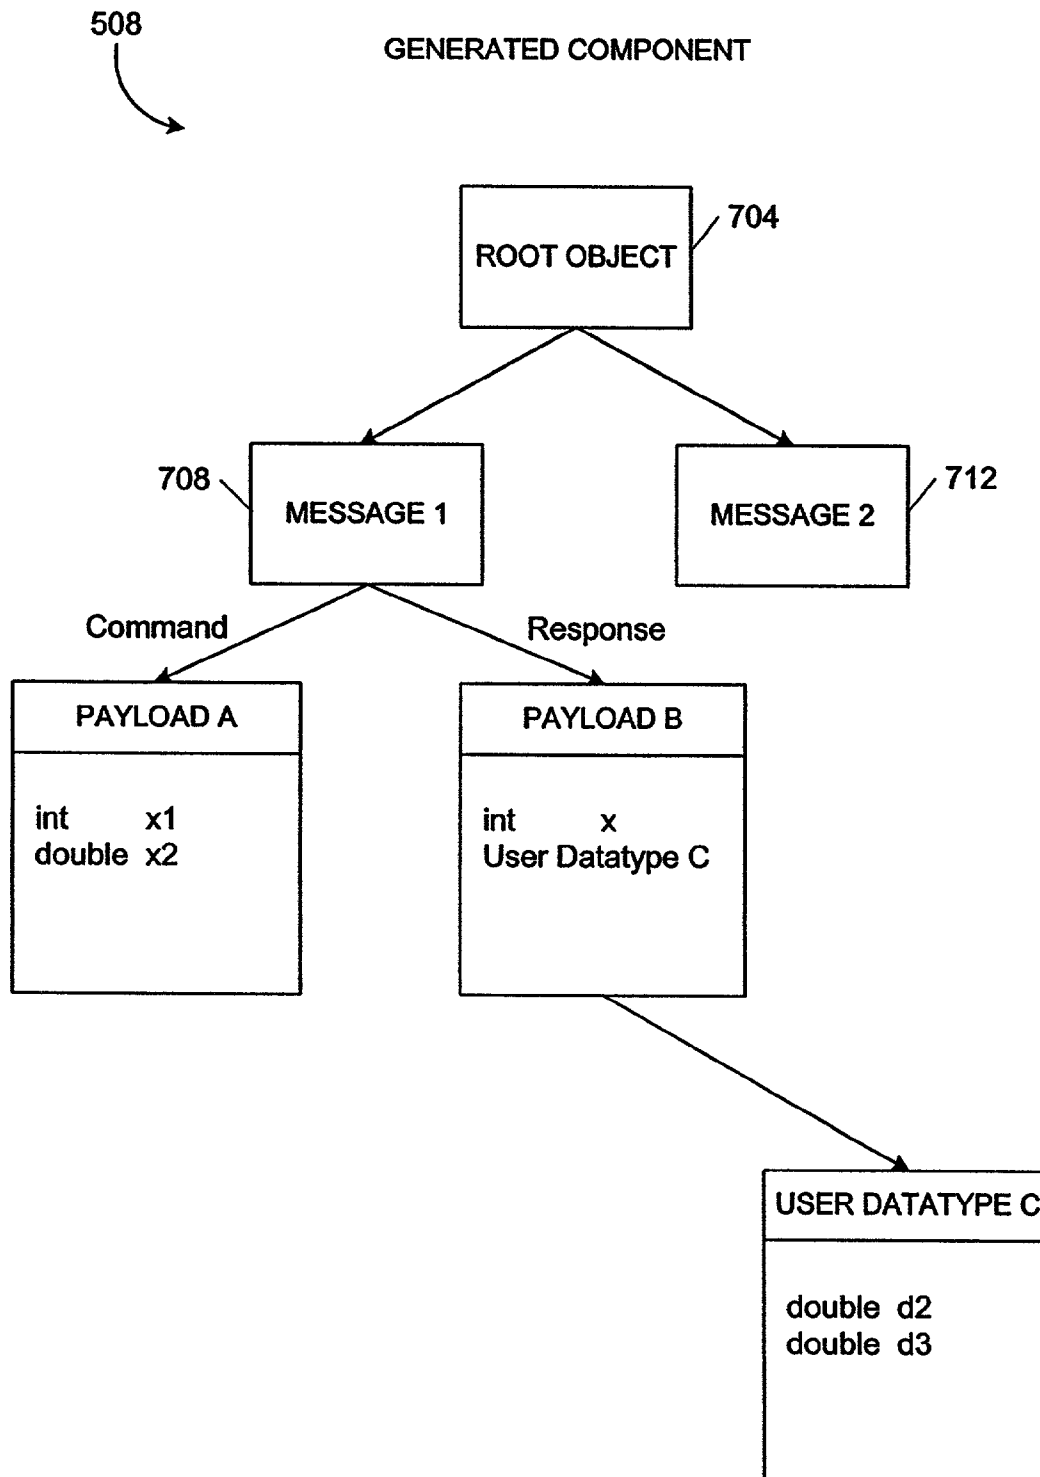 508
GENERATED COMPONENT
704
ROOT OBJECT
708
MESSAGE 1
712
MESSAGE 2
Command
Response
PAYLOAD A
int x1
double x2
PAYLOAD B
int x
User Datatype C
USER DATATYPE C
double d2
double d3